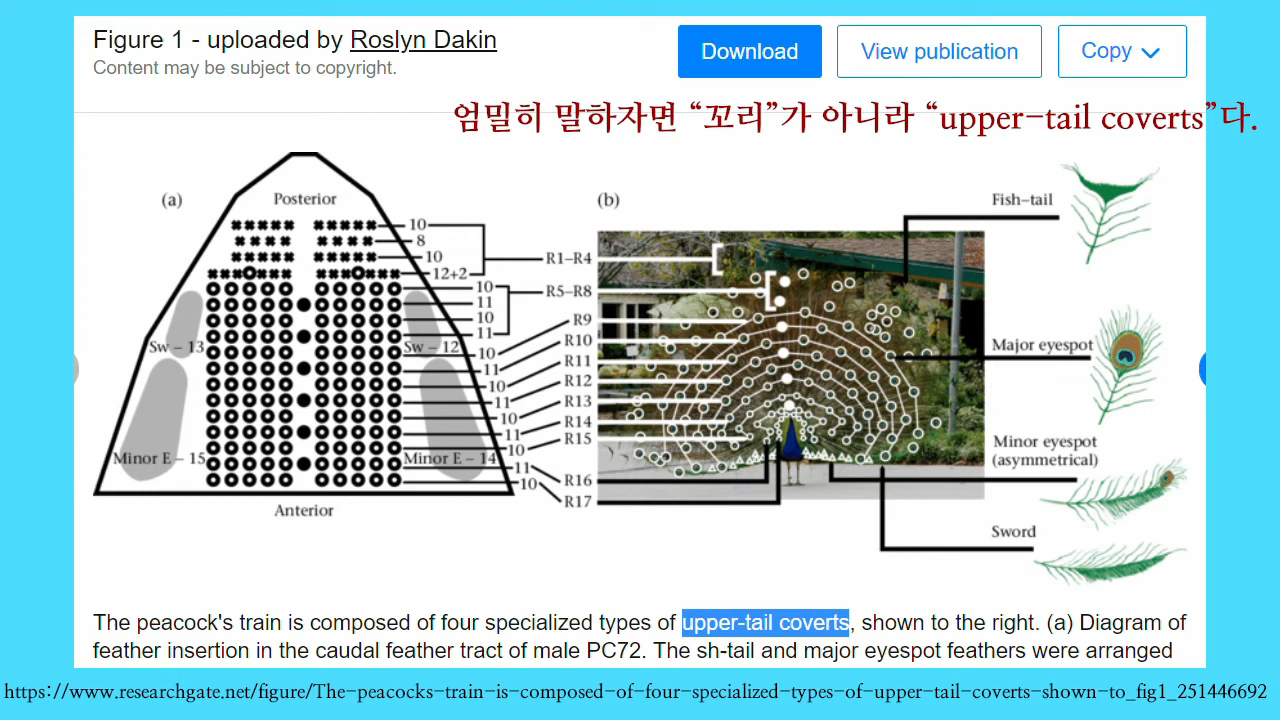 Figure 1 - uploaded by Roslyn Dakin
Content may be subject to copyright.
Download
View publication
Copy
엄밀히 말하자면 “꼬리”가 아니라 “upper-tail coverts”다.
(a)
Posterior
10
8
10
12+2
10
11
10
11
10
11
10
11
10
11
10
11
10
Sw – 13
Sw – 12
Minor E – 15
Minor E – 14
Anterior
R1–R4
R5–R8
R9
R10
R11
R12
R13
R14
R15
R16
R17
(b)
Fish-tail
Major eyespot
Minor eyespot
(asymmetrical)
Sword
The peacock's train is composed of four specialized types of upper-tail coverts, shown to the right. (a) Diagram of
feather insertion in the caudal feather tract of male PC72. The sh-tail and major eyespot feathers were arranged
https://www.researchgate.net/figure/The-peacocks-train-is-composed-of-four-specialized-types-of-upper-tail-coverts-shown-to_fig1_251446692